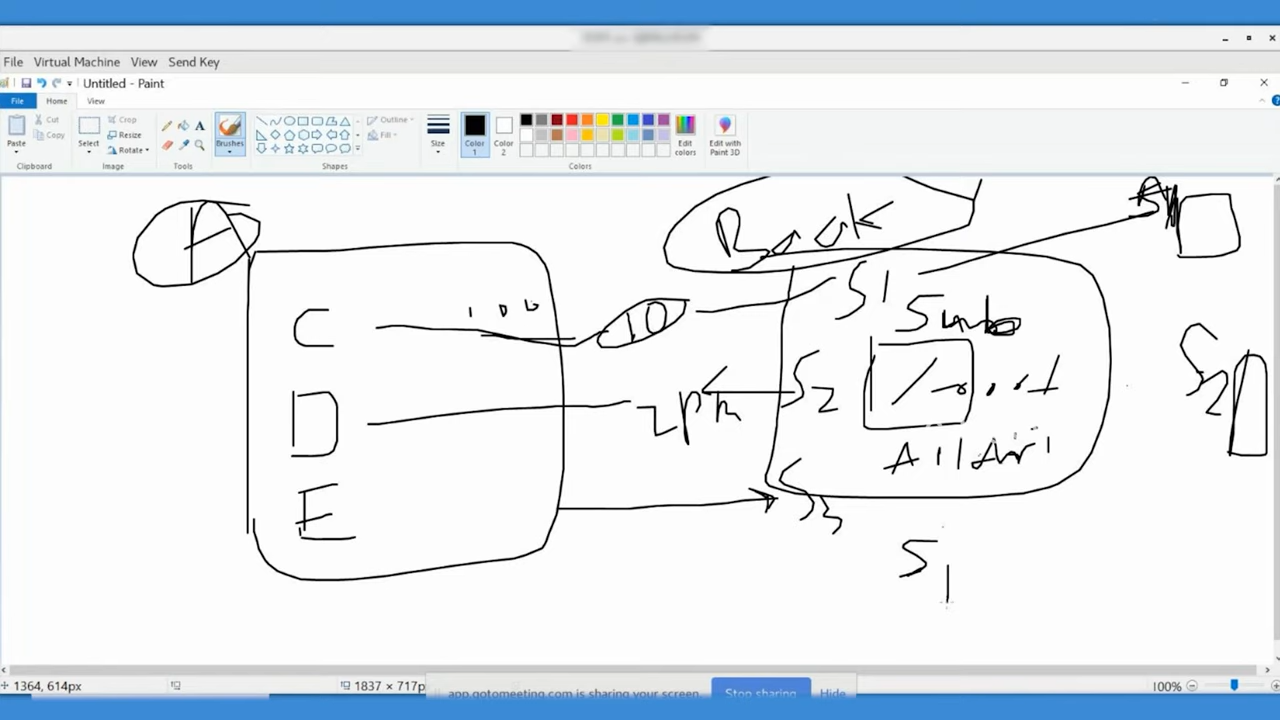 File Virtual Machine View Send Key
Untitled - Paint
File Home View
Paste Cut Copy Select Crop Resize Rotate Brushes Outline Fill Size Color 1 Color 2 Edit colors Edit with Paint 3D
Clipboard Image Tools Shapes Colors
A
Back
S1
C
100
10
S1
D
2pm
S2
E
S3
S2
S1
1364, 614px
1837 × 717px
100%
app.gotomeeting.com is sharing your screen.
Stop sharing
Hide